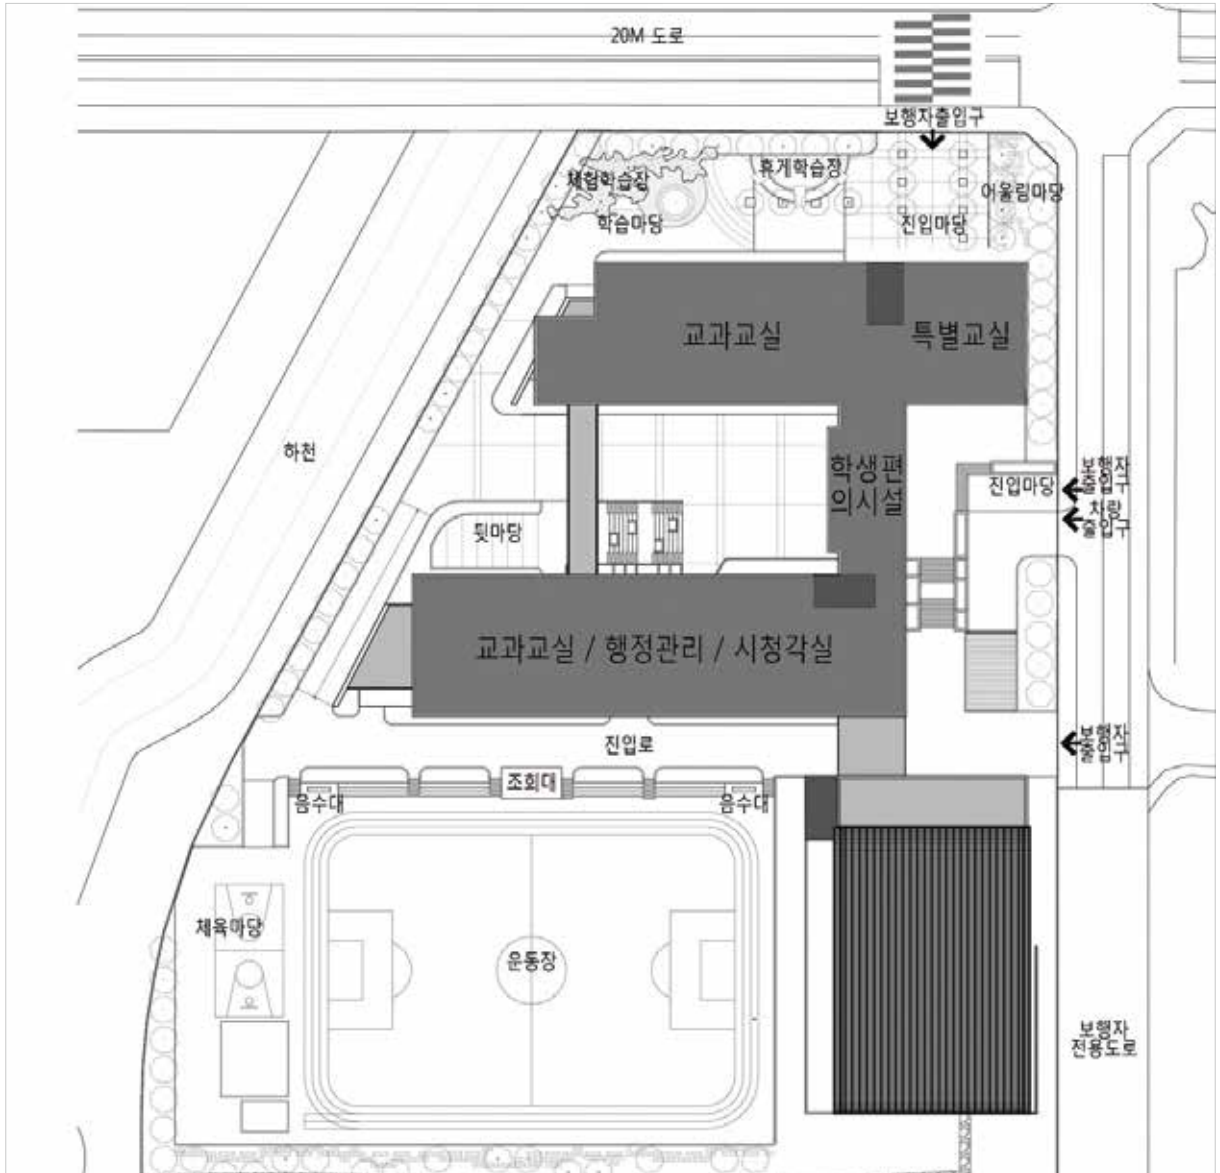 20M 도로
보행자출입구
체험학습장
휴게학습장
어울림마당
학습마당
진입마당
교과교실
특별교실
하천
학생편
의시설
보행자
출입구
진입마당
차량
출입구
뒷마당
교과교실 / 행정관리 / 시청각실
진입로
보행자
출입구
조회대
음수대
음수대
체육마당
운동장
보행자
전용도로